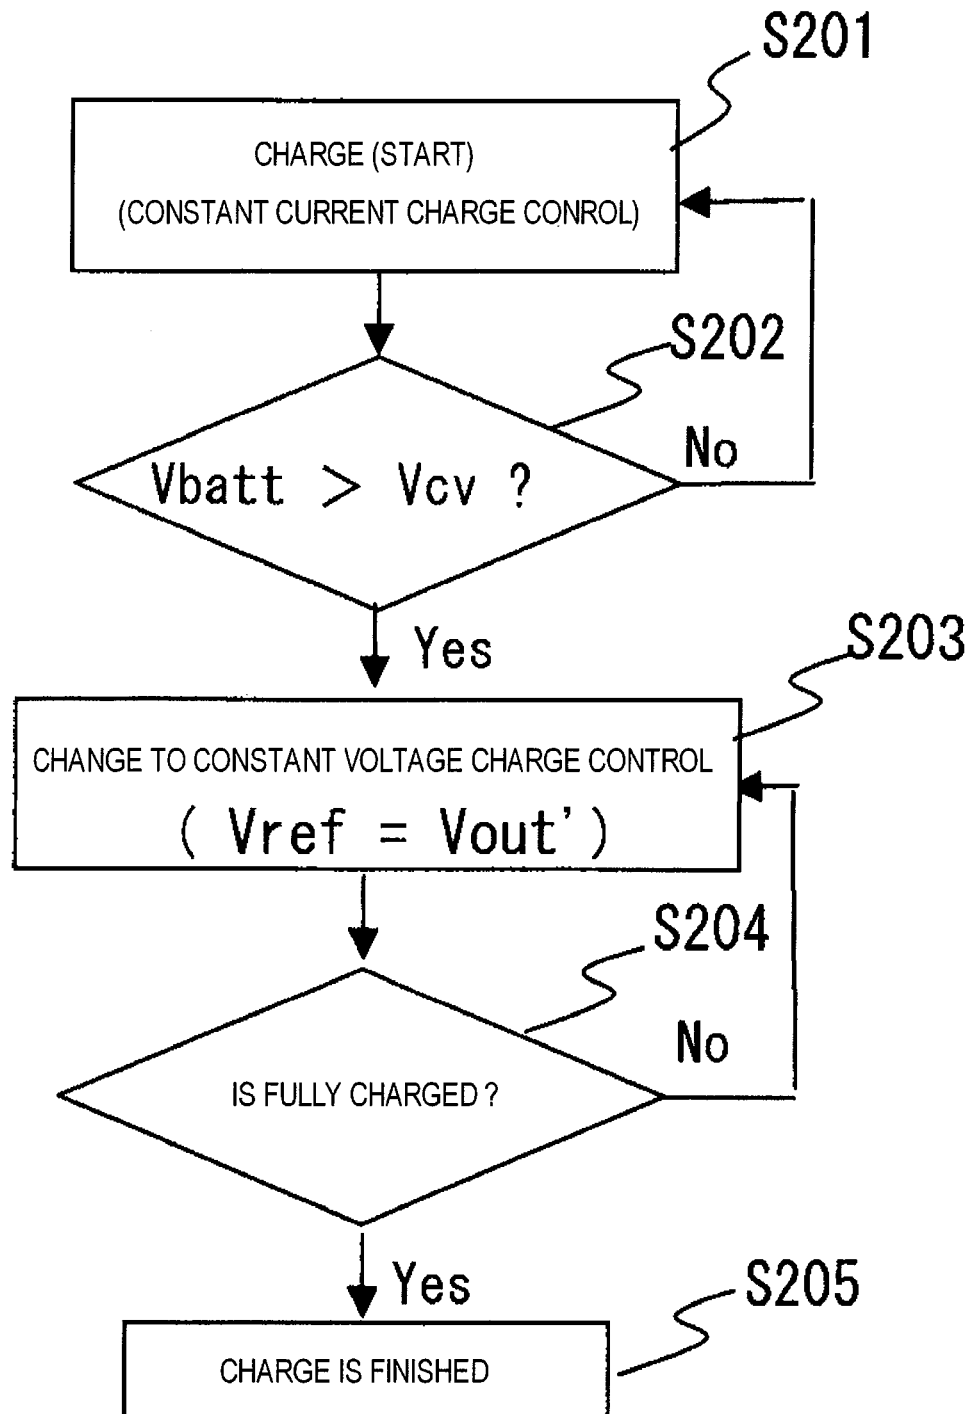 S201
CHARGE (START)
(CONSTANT CURRENT CHARGE CONROL)
S202
Vbatt > Vcv ?
No
Yes
S203
CHANGE TO CONSTANT VOLTAGE CHARGE CONTROL
( Vref = Vout' )
S204
IS FULLY CHARGED ?
No
Yes
S205
CHARGE IS FINISHED